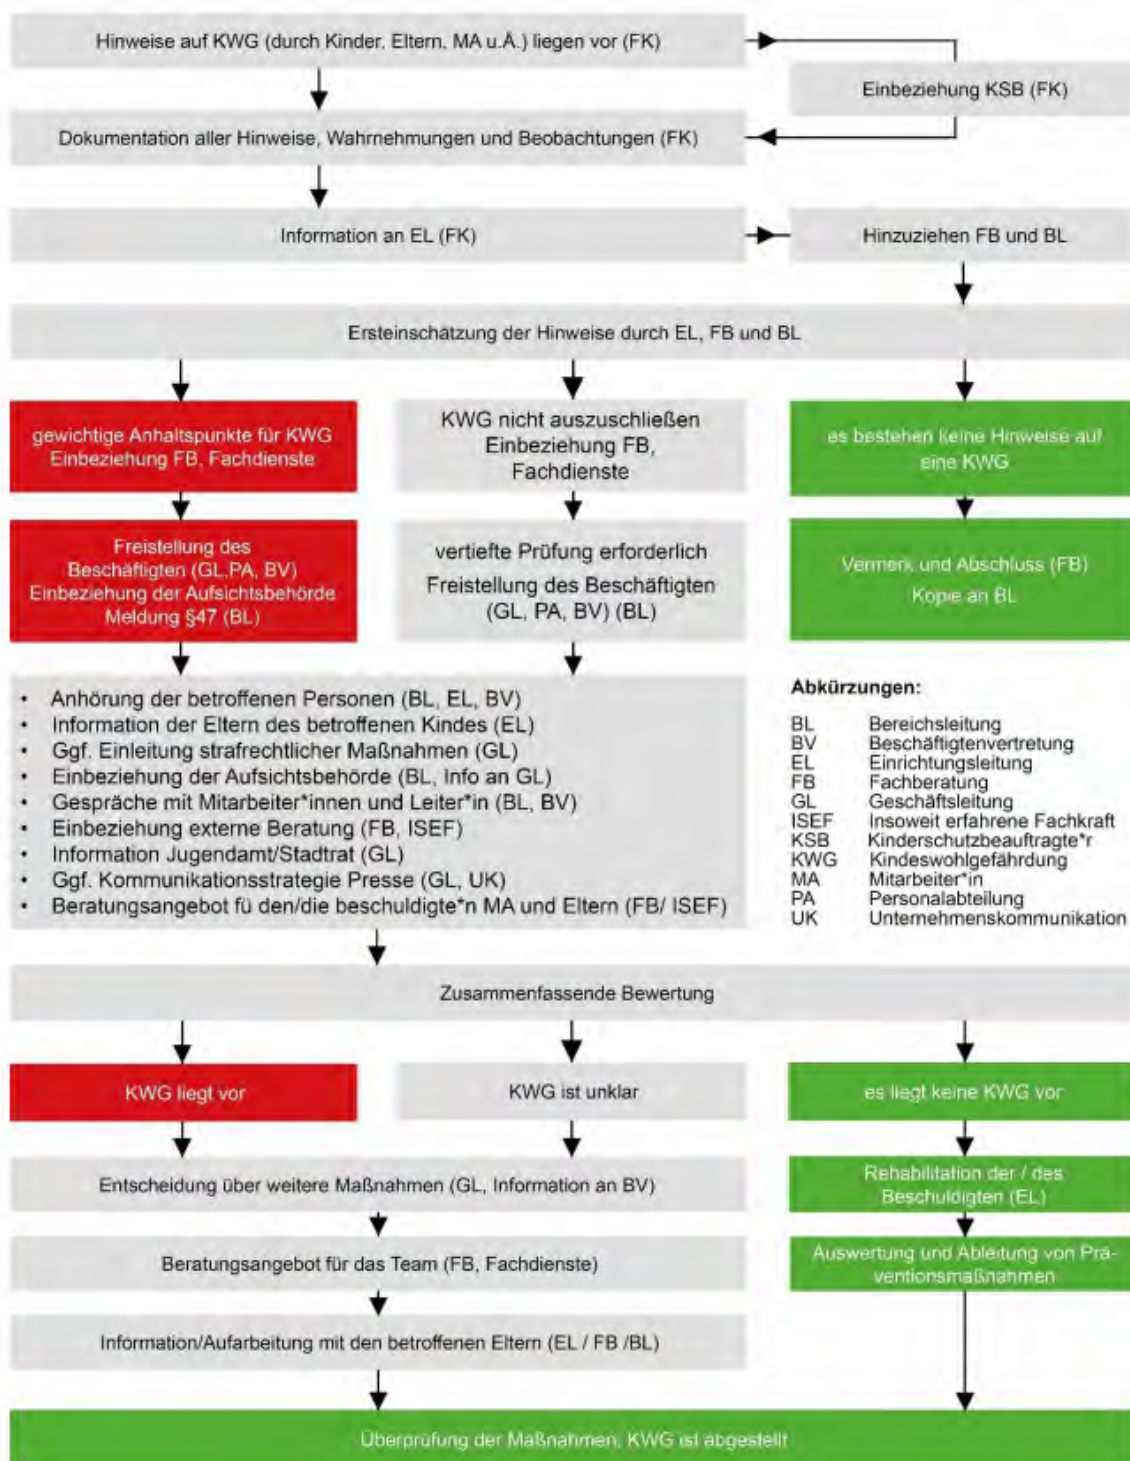 Hinweise auf KWG (durch Kinder, Eltern, MA u.Ä.) liegen vor (FK)
Einbeziehung KSB (FK)
Dokumentation aller Hinweise, Wahrnehmungen und Beobachtungen (FK)
Information an EL (FK)
Hinzuziehen FB und BL
Ersteinschätzung der Hinweise durch EL, FB und BL
gewichtige Anhaltspunkte für KWG
Einbeziehung FB, Fachdienste
KWG nicht auszuschließen
Einbeziehung FB,
Fachdienste
es bestehen keine Hinweise auf
eine KWG
Freistellung des
Beschäftigten (GL,PA, BV)
Einbeziehung der Aufsichtsbehörde
Meldung §47 (BL)
vertiefte Prüfung erforderlich
Freistellung des Beschäftigten
(GL, PA, BV) (BL)
Vermerk und Abschluss (FB)
Kopie an BL
• Anhörung der betroffenen Personen (BL, EL, BV)
• Information der Eltern des betroffenen Kindes (EL)
• Ggf. Einleitung strafrechtlicher Maßnahmen (GL)
• Einbeziehung der Aufsichtsbehörde (BL, Info an GL)
• Gespräche mit Mitarbeiter*innen und Leiter*in (BL, BV)
• Einbeziehung externe Beratung (FB, ISEF)
• Information Jugendamt/Stadtrat (GL)
• Ggf. Kommunikationsstrategie Presse (GL, UK)
• Beratungsangebot fü den/die beschuldigte*n MA und Eltern (FB/ ISEF)
Abkürzungen:
BL Bereichsleitung
BV Beschäftigtenvertretung
EL Einrichtungsleitung
FB Fachberatung
GL Geschäftsleitung
ISEF Insoweit erfahrene Fachkraft
KSB Kinderschutzbeauftragte*r
KWG Kindeswohlgefährdung
MA Mitarbeiter*in
PA Personalabteilung
UK Unternehmenskommunikation
Zusammenfassende Bewertung
KWG liegt vor
KWG ist unklar
es liegt keine KWG vor
Entscheidung über weitere Maßnahmen (GL, Information an BV)
Rehabilitation der / des
Beschuldigten (EL)
Beratungsangebot für das Team (FB, Fachdienste)
Auswertung und Ableitung von Prä-
ventionsmaßnahmen
Information/Aufarbeitung mit den betroffenen Eltern (EL / FB /BL)
Überprüfung der Maßnahmen, KWG ist abgestellt